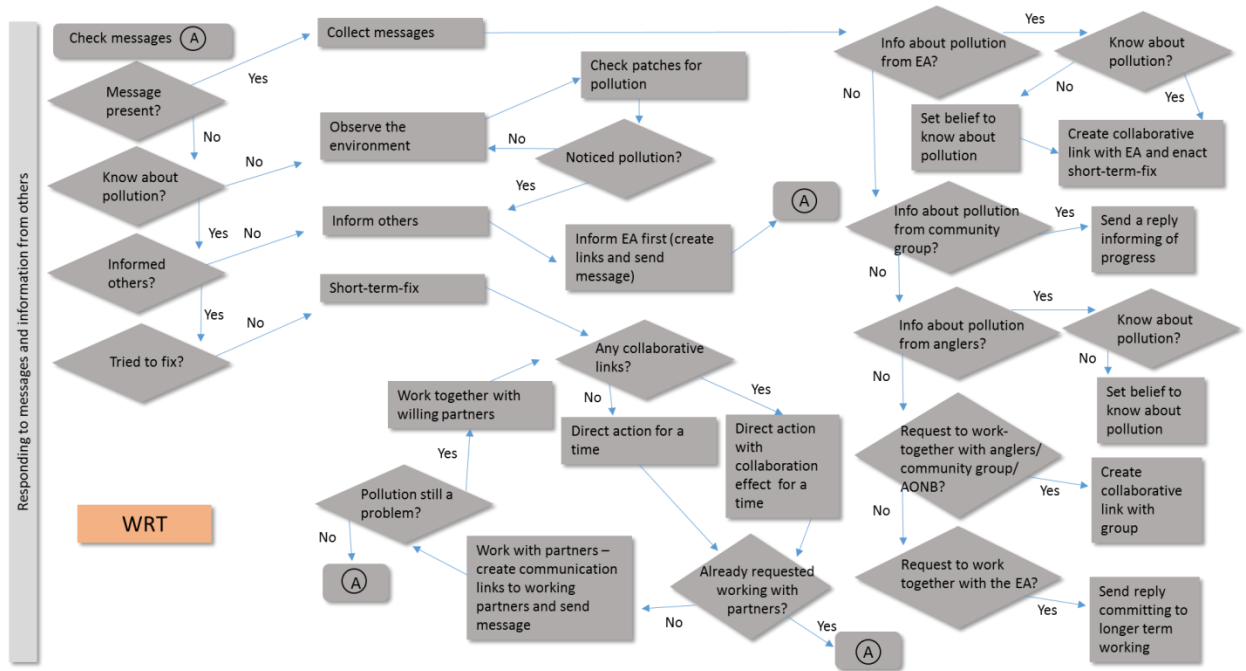 Responding to messages and information from others
Check messages A
Message
present?
Yes
No
Know about
pollution?
No
Yes
Informed
others?
No
Yes
Tried to fix?
No
Collect messages
Observe the
environment
Check patches for
pollution
No
Noticed pollution?
Yes
Inform others
Inform EA first (create
links and send
message)
A
Short-term-fix
Any collaborative
links?
No
Yes
Work together with
willing partners
Direct action for a
time
Direct action
with
collaboration
effect for a
time
Yes
Pollution still a
problem?
No
A
Work with partners –
create communication
links to working
partners and send
message
Already requested
working with
partners?
No
Yes
A
WRT
Info about pollution
from EA?
Yes
No
Know about
pollution?
No
Yes
Set belief to
know about
pollution
Create collaborative
link with EA and enact
short-term-fix
Info about pollution
from community
group?
Yes
No
Send a reply
informing of
progress
Info about pollution
from anglers?
Yes
No
Know about
pollution?
No
Set belief to
know about
pollution
Request to work-
together with anglers/
community group/
AONB?
Yes
No
Create
collaborative
link with
group
Request to work
together with the EA?
Yes
Send reply
committing to
longer term
working